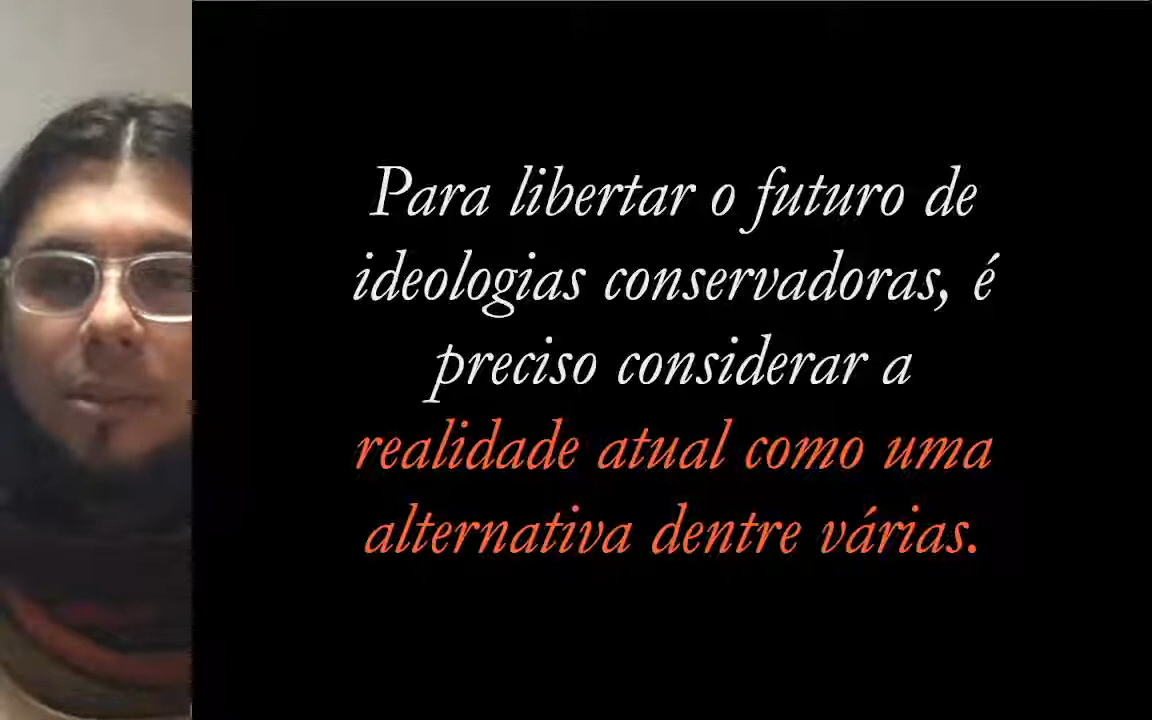 Para libertar o futuro de
ideologias conservadoras, é
preciso considerar a
realidade atual como uma
alternativa dentre várias.